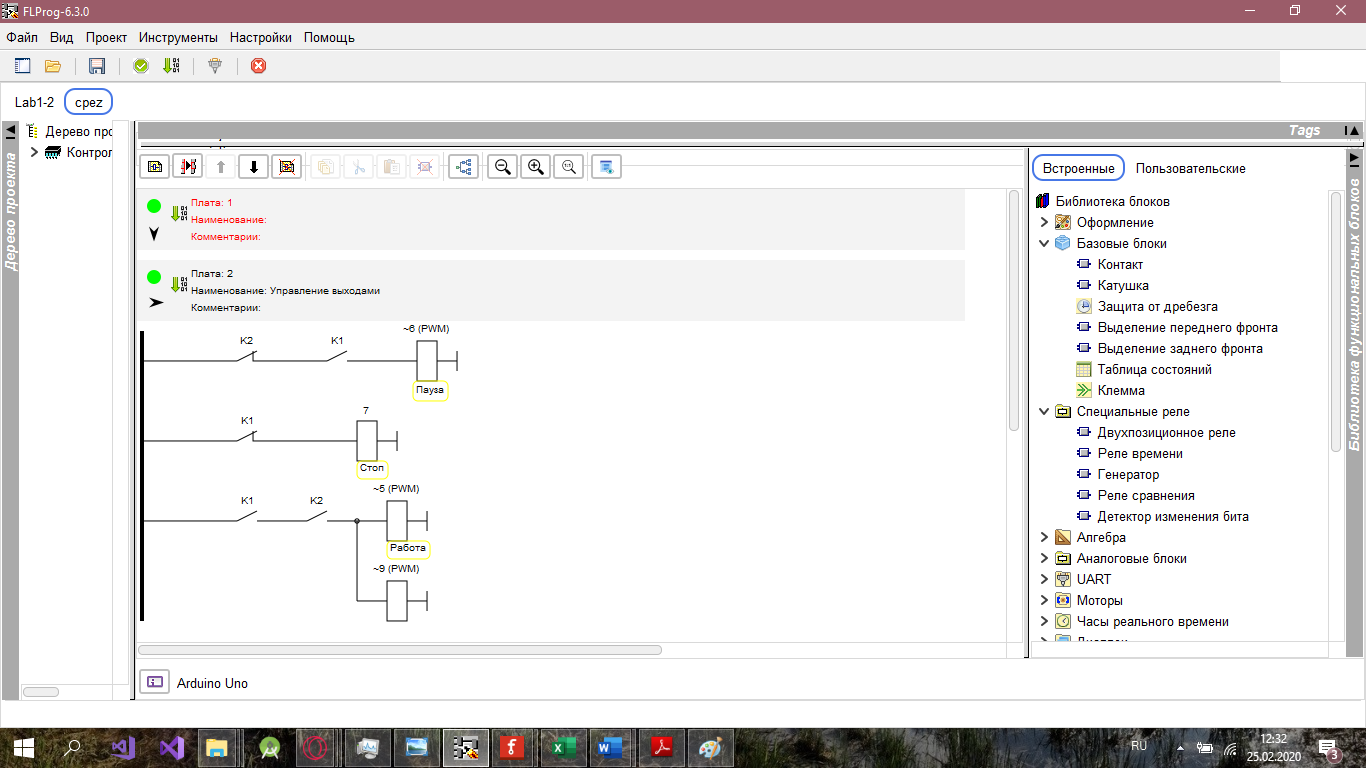 FLProg-6.3.0
Файл Вид Проект Инструменты Настройки Помощь
Lab1-2 cpez
Tags
Дерево проекта
Дерево про
Контрол
Плата: 1
Наименование:
Комментарии:
Плата: 2
Наименование: Управление выходами
Комментарии:
K2 K1 ~6 (PWM)
Пауза
K1 7
Стоп
K1 K2 ~5 (PWM)
Работа
~9 (PWM)
Встроенные Пользовательские
Библиотека блоков
Оформление
Базовые блоки
Контакт
Катушка
Защита от дребезга
Выделение переднего фронта
Выделение заднего фронта
Таблица состояний
Клемма
Специальные реле
Двухпозиционное реле
Реле времени
Генератор
Реле сравнения
Детектор изменения бита
Алгебра
Аналоговые блоки
UART
Моторы
Часы реального времени
Библиотека функциональных блоков
Arduino Uno
RU
12:32
25.02.2020
3